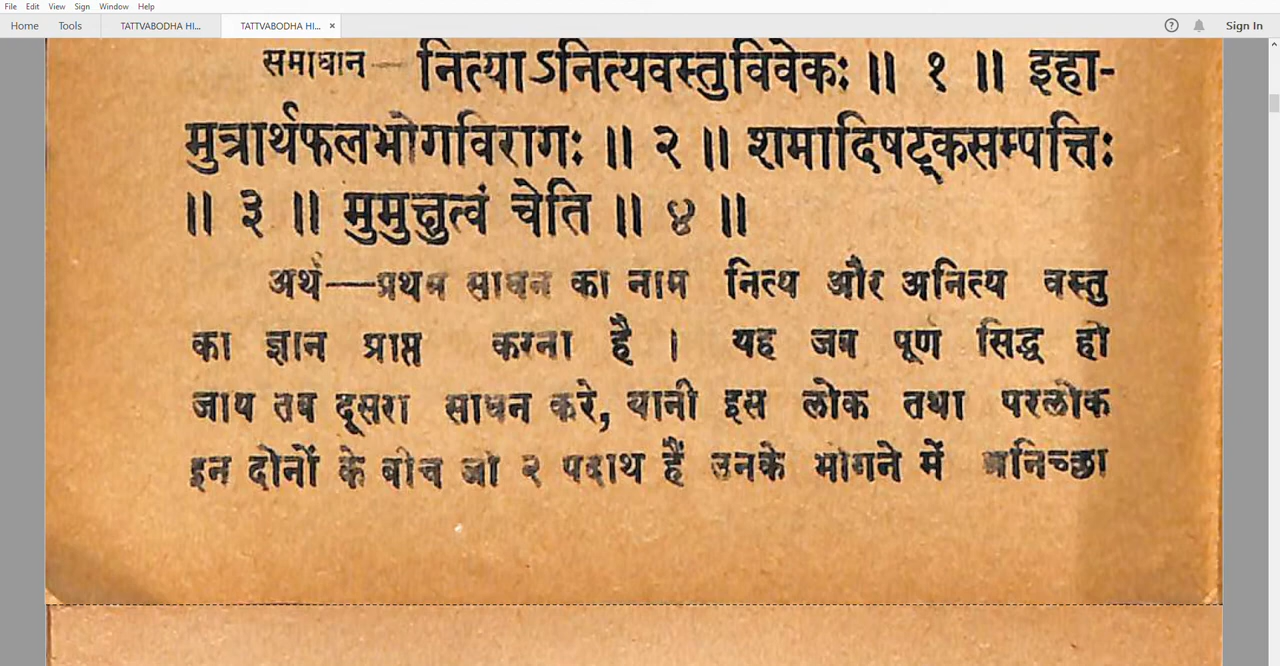 File Edit View Sign Window Help
Home Tools TATTVABODHA HI... TATTVABODHA HI... × ? Sign In
समाधान — नित्याऽनित्यवस्तुविवेकः ॥ १ ॥ इहा-
मुत्रार्थफलभोगविरागः ॥ २ ॥ शमादिषट्कसम्पत्तिः
॥ ३ ॥ मुमुक्षुत्वं चेति ॥ ४ ॥
अर्थ—प्रथम साधन का नाम नित्य और अनित्य वस्तु
का ज्ञान प्राप्त करना है । यह जब पूर्ण सिद्ध हो
जाय तब दूसरा साधन करे, यानी इस लोक तथा परलोक
इन दोनों के बीच जो २ पदार्थ हैं उनके भोगने में अनिच्छा